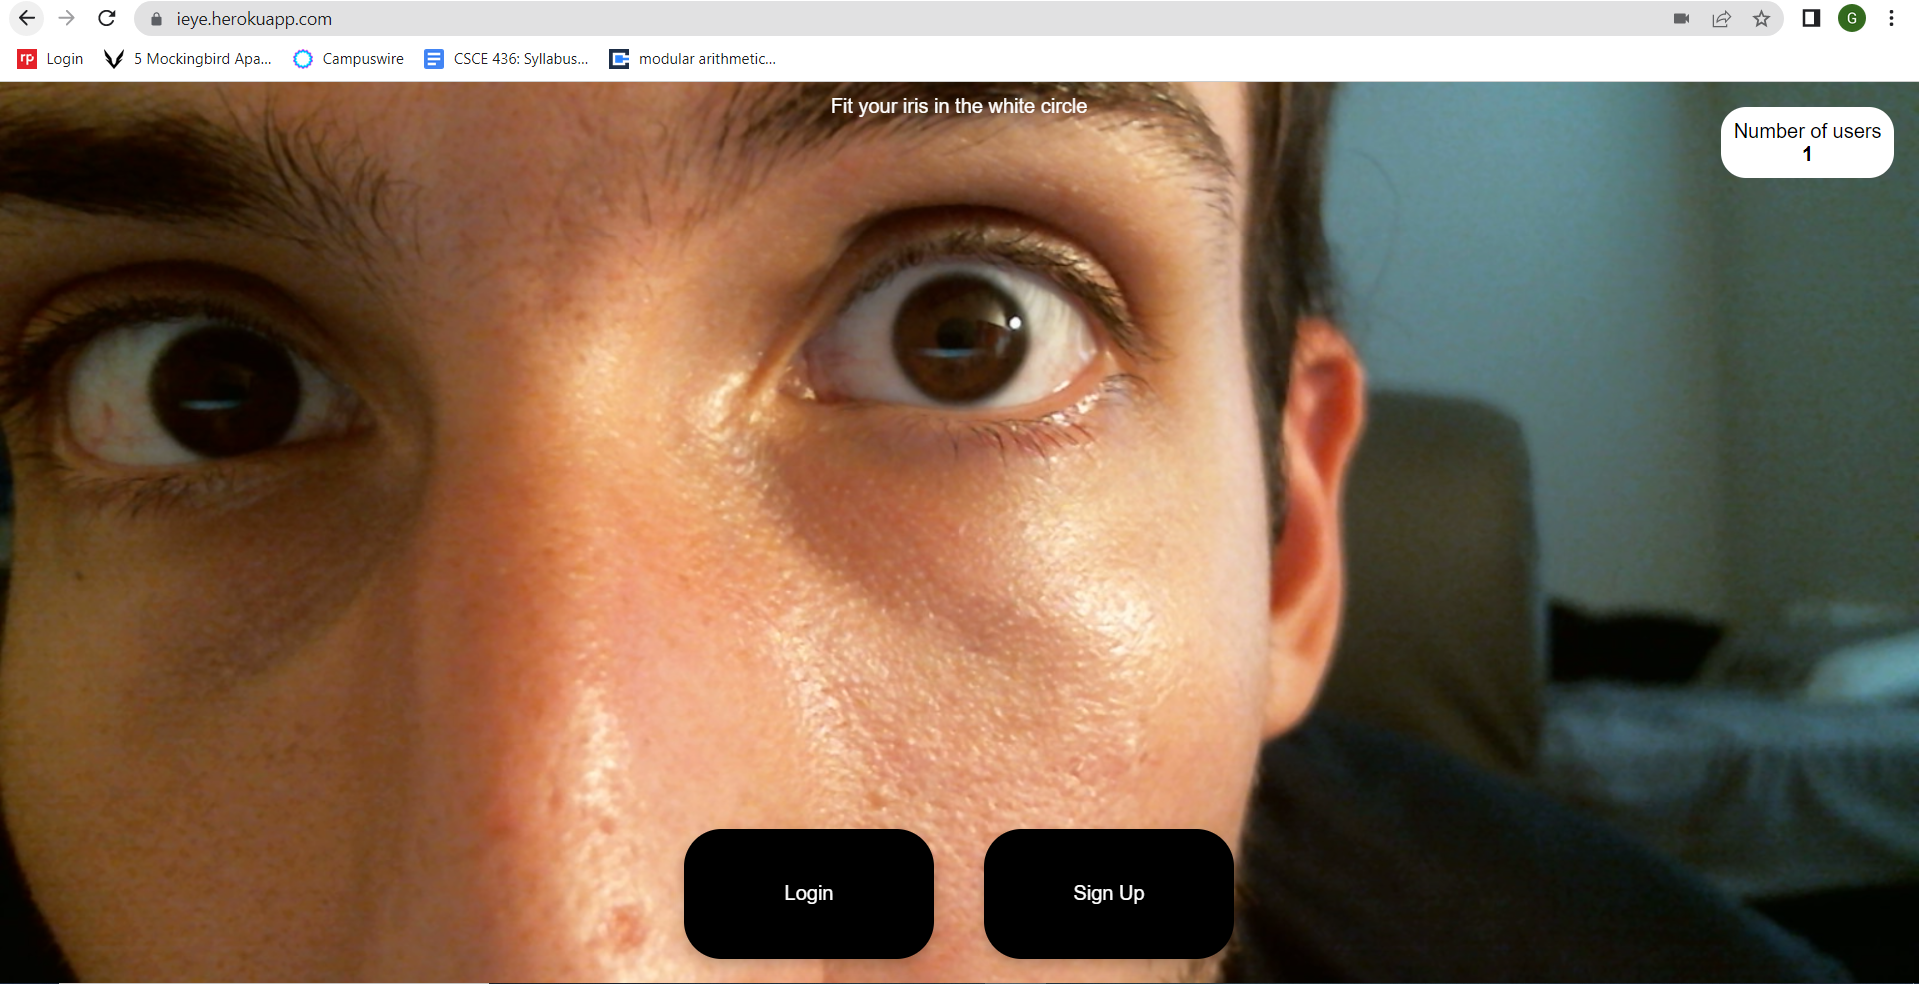 ieye.herokuapp.com
G
rp Login 5 Mockingbird Apa... Campuswire CSCE 436: Syllabus... modular arithmetic...
Fit your iris in the white circle
Number of users
1
Login Sign Up